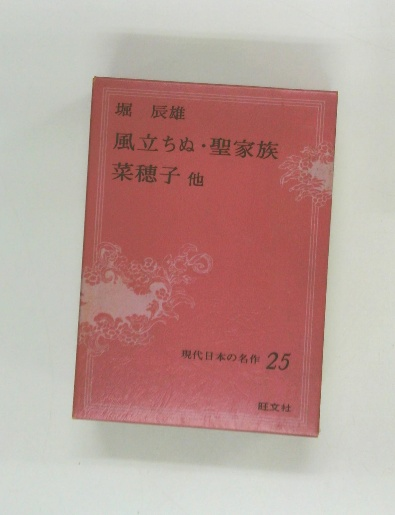 堀 辰雄
風立ちぬ・聖家族
菜穂子 他
現代日本の名作 25
旺文社